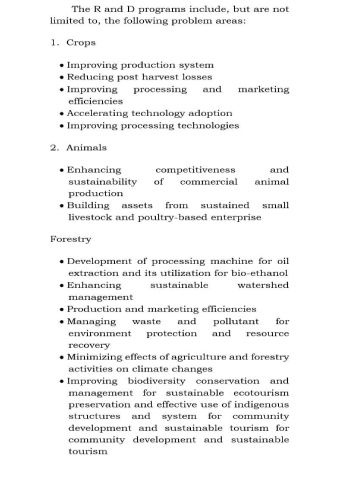 The R and D programs include, but are not
limited to, the following problem areas:
1. Crops
• Improving production system
• Reducing post harvest losses
• Improving processing and marketing
efficiencies
• Accelerating technology adoption
• Improving processing technologies
2. Animals
• Enhancing competitiveness and
sustainability of commercial animal
production
• Building assets from sustained small
livestock and poultry-based enterprise
Forestry
• Development of processing machine for oil
extraction and its utilization for bio-ethanol
• Enhancing sustainable watershed
management
• Production and marketing efficiencies
• Managing waste and pollutant for
environment protection and resource
recovery
• Minimizing effects of agriculture and forestry
activities on climate changes
• Improving biodiversity conservation and
management for sustainable ecotourism
preservation and effective use of indigenous
structures and system for community
development and sustainable tourism for
community development and sustainable
tourism